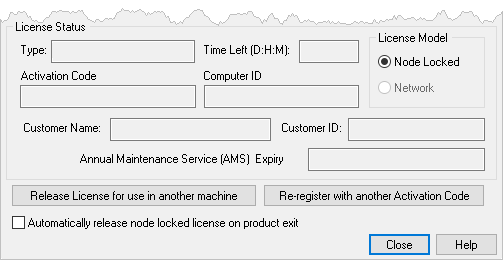 License Status
Type:
Time Left (D:H:M):
License Model
Node Locked
Network
Activation Code
Computer ID
Customer Name:
Customer ID:
Annual Maintenance Service (AMS) Expiry
Release License for use in another machine
Re-register with another Activation Code
Automatically release node locked license on product exit
Close
Help